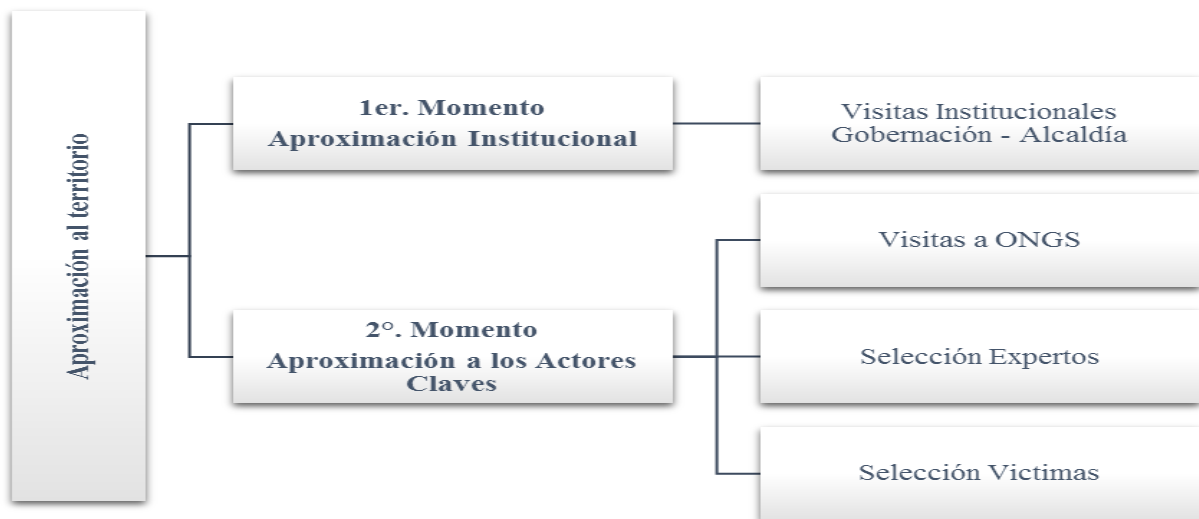 Aproximación al territorio
1er. Momento
Aproximación Institucional
Visitas Institucionales
Gobernación - Alcaldía
2°. Momento
Aproximación a los Actores
Claves
Visitas a ONGS
Selección Expertos
Selección Victimas